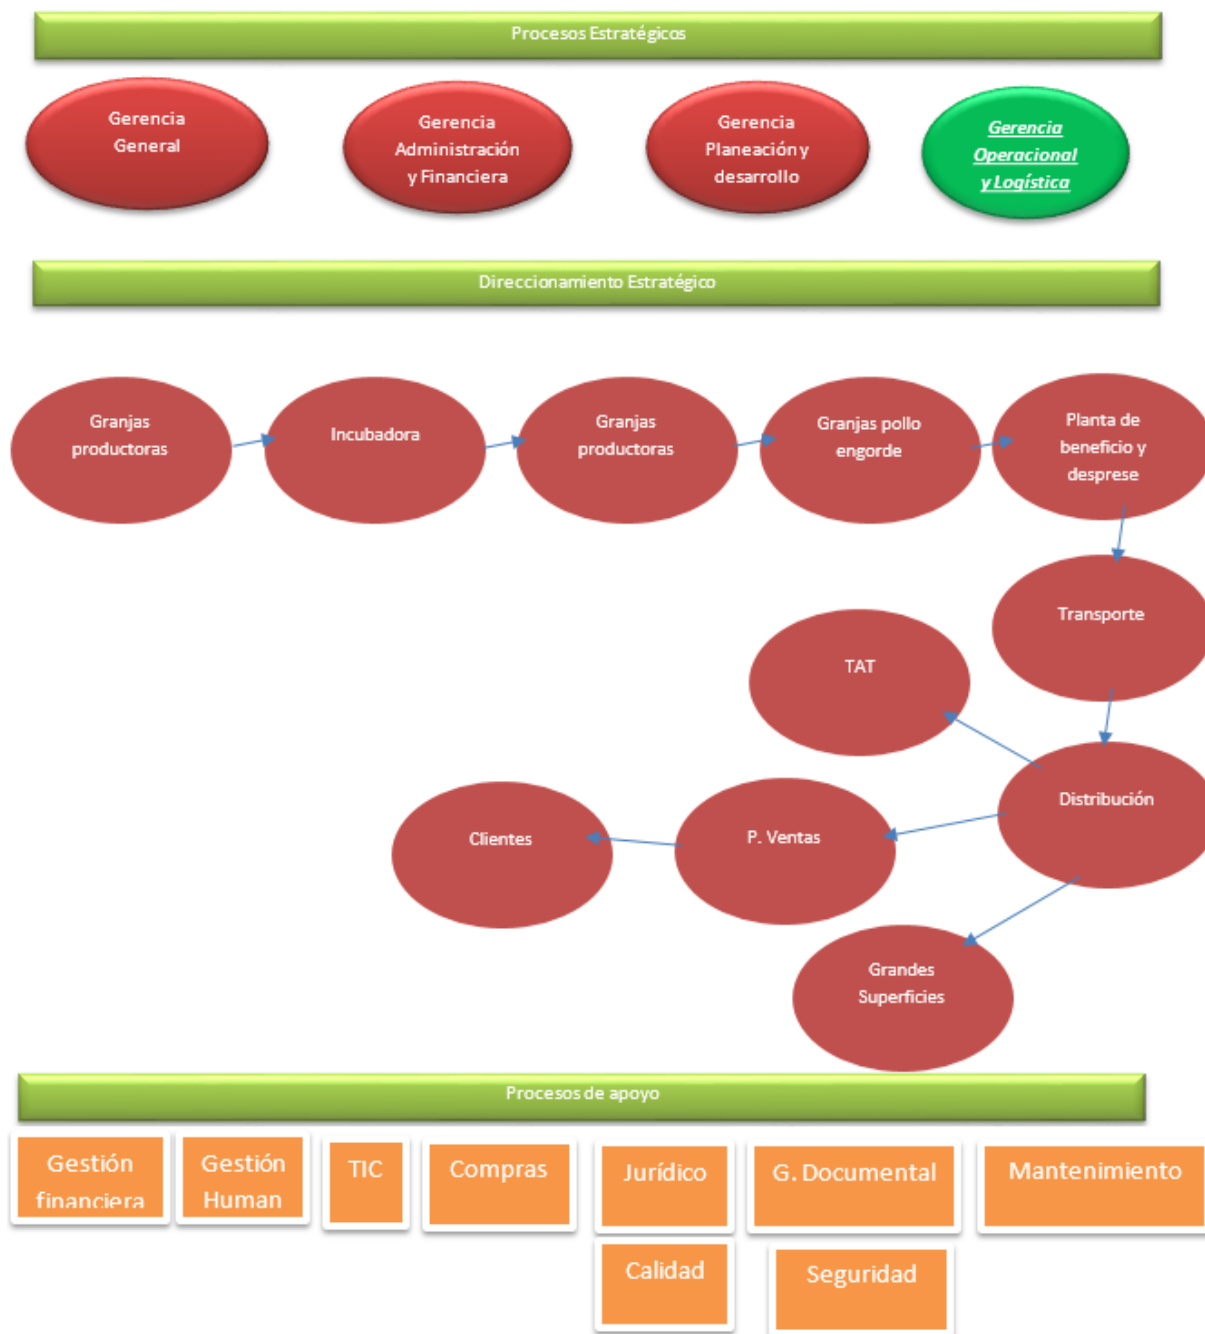 Procesos Estratégicos
Gerencia
General
Gerencia
Administración
y Financiera
Gerencia
Planeación y
desarrollo
Gerencia
Operacional
y Logística
Direccionamiento Estratégico
Granjas
productoras
Incubadora
Granjas
productoras
Granjas pollo
engorde
Planta de
beneficio y
desprese
Transporte
TAT
Distribución
P. Ventas
Clientes
Grandes
Superficies
Procesos de apoyo
Gestión
financiera
Gestión
Human
TIC
Compras
Jurídico
G. Documental
Mantenimiento
Calidad
Seguridad